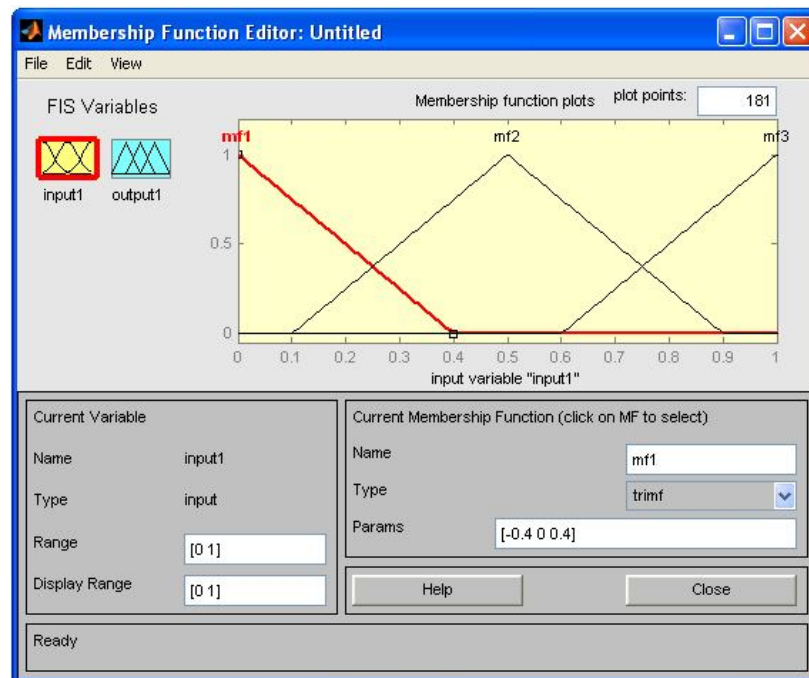 Membership Function Editor: Untitled
File Edit View
FIS Variables
Membership function plots plot points: 181
input1 output1
mf1 mf2 mf3
1
0.5
0
0 0.1 0.2 0.3 0.4 0.5 0.6 0.7 0.8 0.9 1
input variable "input1"
Current Variable
Name input1
Type input
Range [0 1]
Display Range [0 1]
Current Membership Function (click on MF to select)
Name mf1
Type trimf
Params [-0.4 0 0.4]
Help Close
Ready